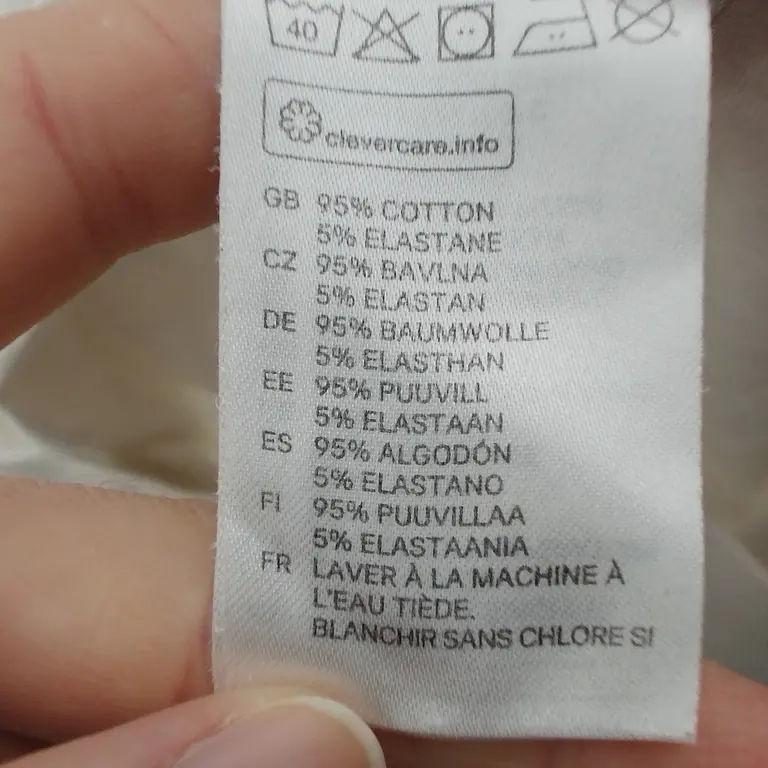 40
clevercare.info
GB 95% COTTON
5% ELASTANE
CZ 95% BAVLNA
5% ELASTAN
DE 95% BAUMWOLLE
5% ELASTHAN
EE 95% PUUVILL
5% ELASTAAN
ES 95% ALGODÓN
5% ELASTANO
FI 95% PUUVILLAA
5% ELASTAANIA
FR LAVER À LA MACHINE À
L'EAU TIÈDE.
BLANCHIR SANS CHLORE SI